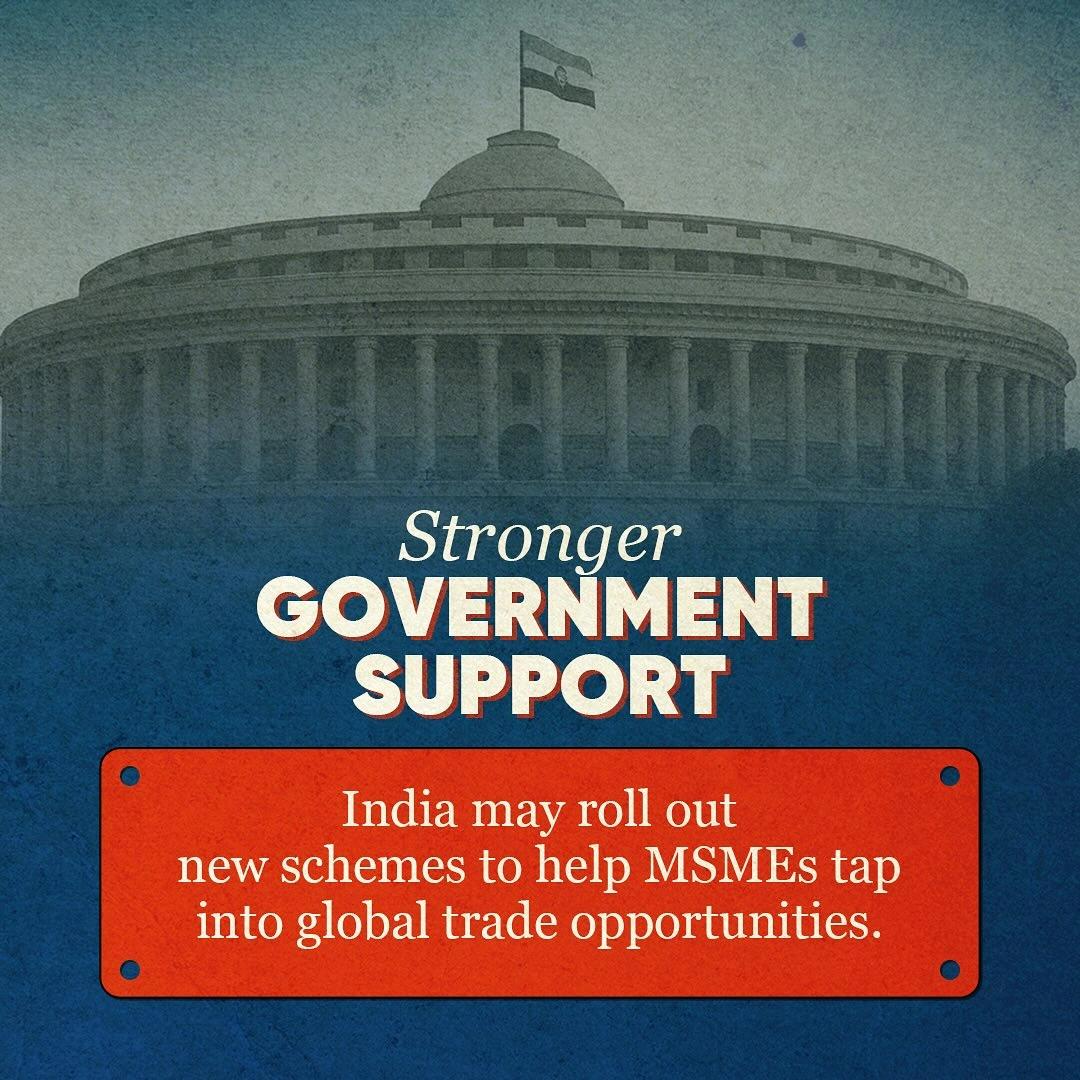 Stronger
GOVERNMENT
SUPPORT
India may roll out
new schemes to help MSMEs tap
into global trade opportunities.